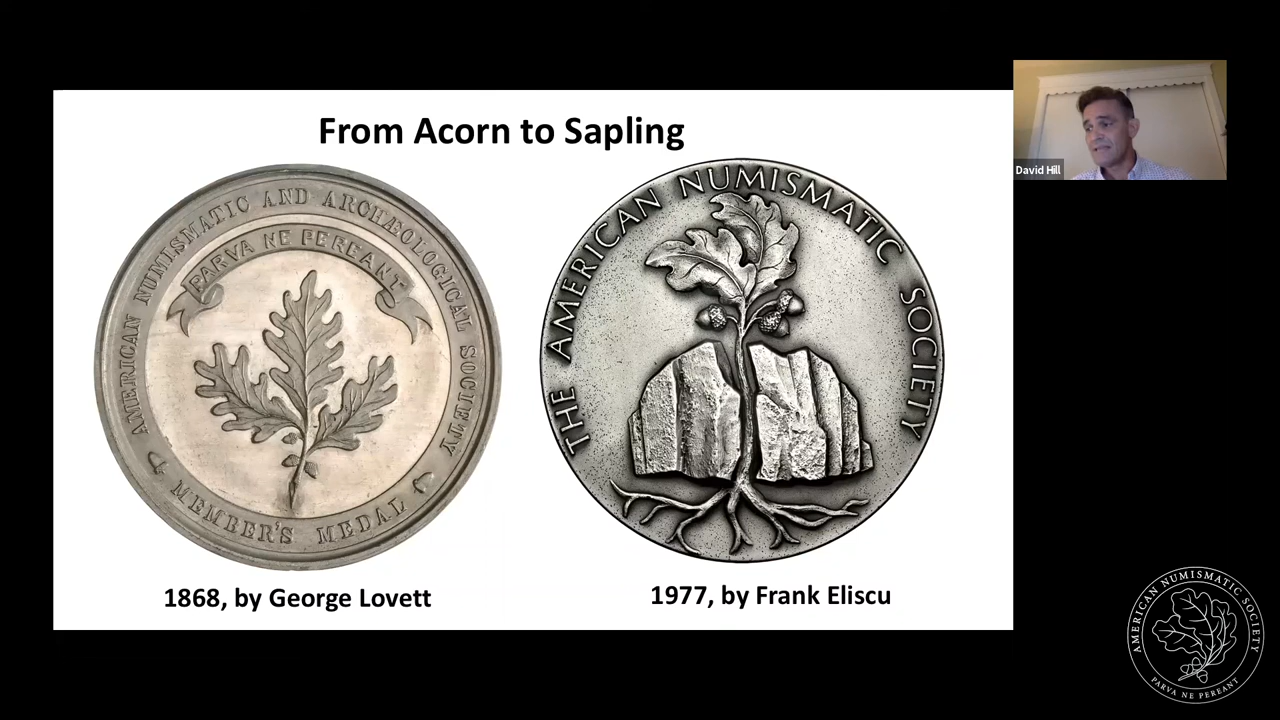 From Acorn to Sapling
AMERICAN NUMISMATIC AND ARCHÆOLOGICAL SOCIETY
PARVA NE PEREANT
MEMBER'S MEDAL
THE AMERICAN NUMISMATIC SOCIETY
1868, by George Lovett
1977, by Frank Eliscu
David Hill
AMERICAN NUMISMATIC SOCIETY
PARVA NE PEREANT